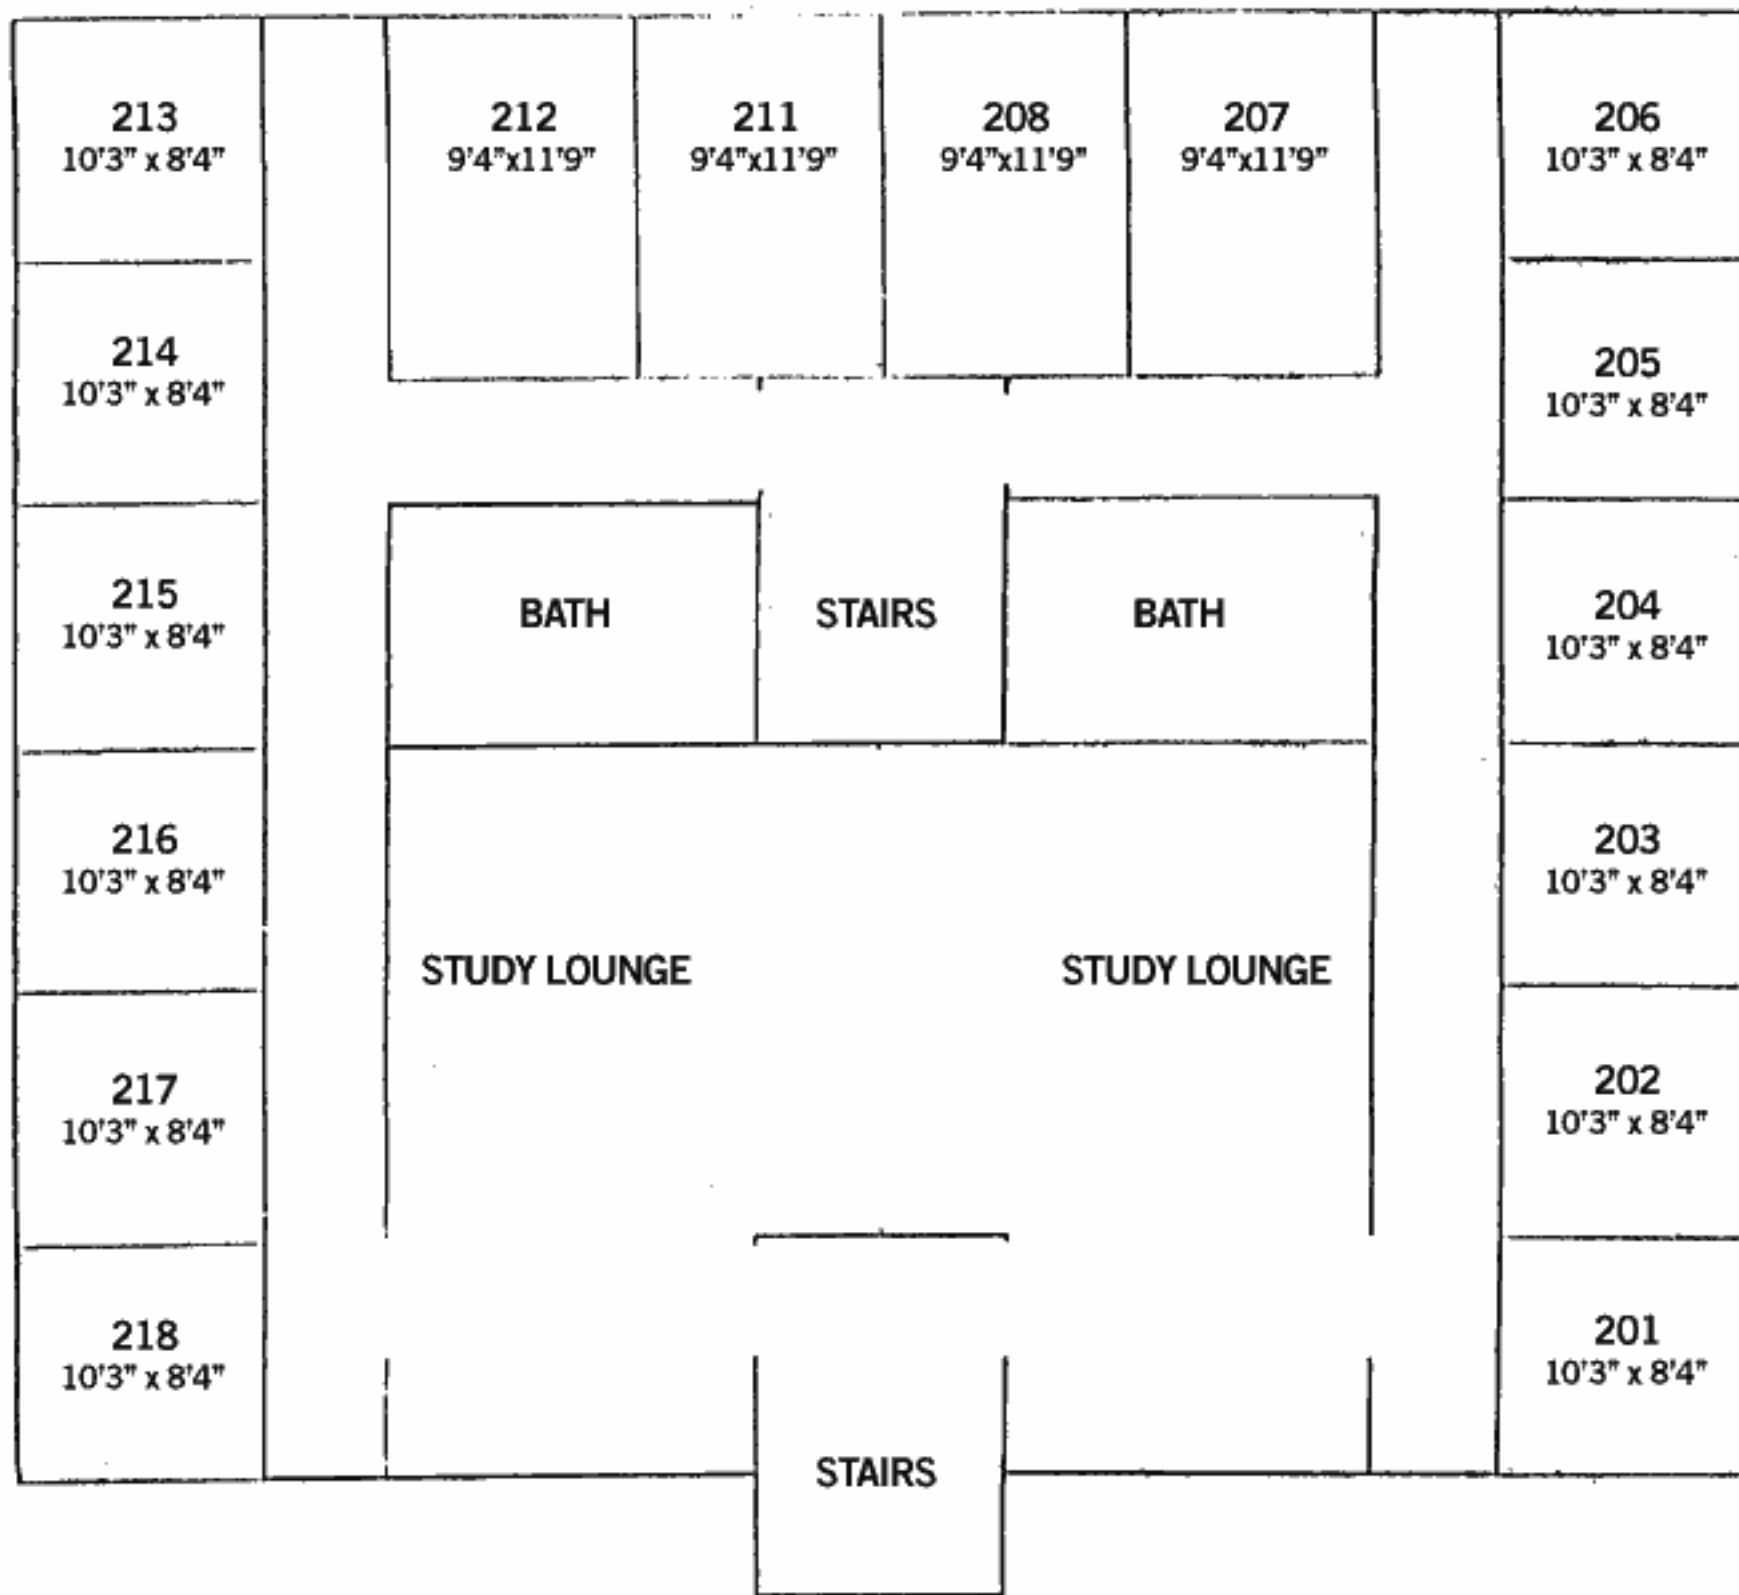 213
10'3" x 8'4"
212
9'4"x11'9"
211
9'4"x11'9"
208
9'4"x11'9"
207
9'4"x11'9"
206
10'3" x 8'4"
214
10'3" x 8'4"
205
10'3" x 8'4"
215
10'3" x 8'4"
BATH
STAIRS
BATH
204
10'3" x 8'4"
216
10'3" x 8'4"
203
10'3" x 8'4"
STUDY LOUNGE
STUDY LOUNGE
217
10'3" x 8'4"
202
10'3" x 8'4"
218
10'3" x 8'4"
201
10'3" x 8'4"
STAIRS